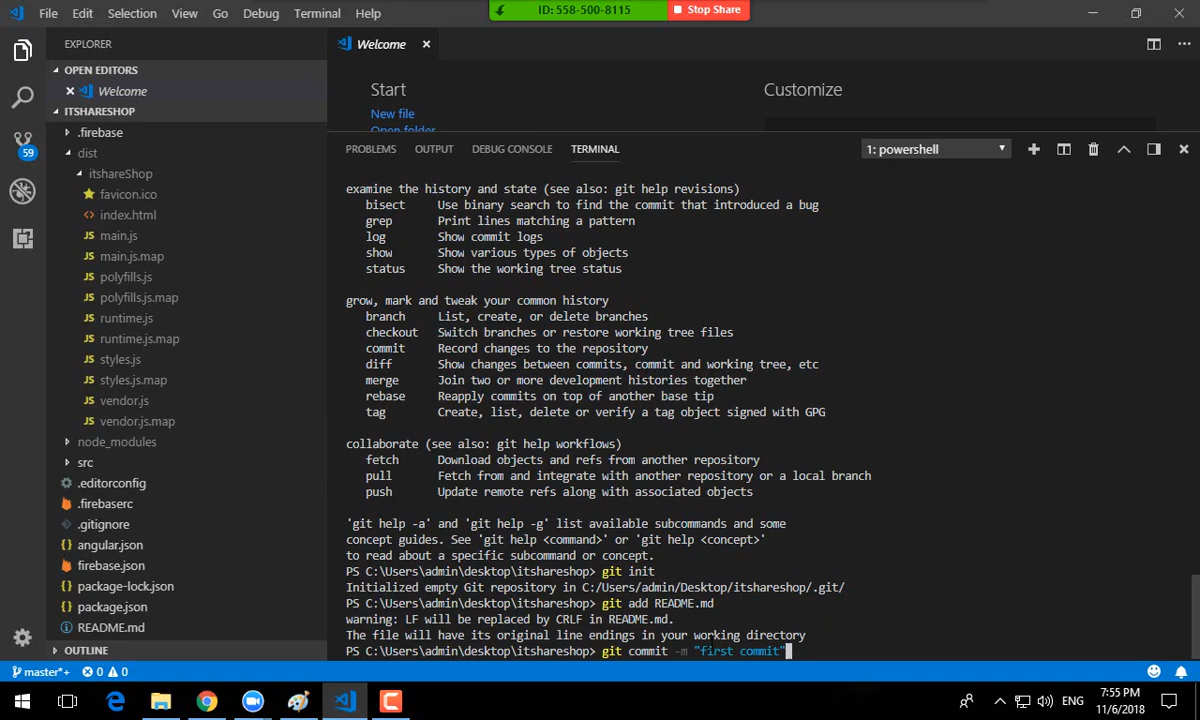 File Edit Selection View Go Debug Terminal Help
ID: 558-500-8115
Stop Share
EXPLORER
Welcome
OPEN EDITORS
Welcome
ITSHARESHOP
.firebase
dist
itshareShop
favicon.ico
index.html
main.js
main.js.map
polyfills.js
polyfills.js.map
runtime.js
runtime.js.map
styles.js
styles.js.map
vendor.js
vendor.js.map
node_modules
src
.editorconfig
.firebaserc
.gitignore
angular.json
firebase.json
package-lock.json
package.json
README.md
OUTLINE
59
Start
Customize
New file
Open folder...
PROBLEMS OUTPUT DEBUG CONSOLE TERMINAL
1: powershell
examine the history and state (see also: git help revisions)
bisect Use binary search to find the commit that introduced a bug
grep Print lines matching a pattern
log Show commit logs
show Show various types of objects
status Show the working tree status
grow, mark and tweak your common history
branch List, create, or delete branches
checkout Switch branches or restore working tree files
commit Record changes to the repository
diff Show changes between commits, commit and working tree, etc
merge Join two or more development histories together
rebase Reapply commits on top of another base tip
tag Create, list, delete or verify a tag object signed with GPG
collaborate (see also: git help workflows)
fetch Download objects and refs from another repository
pull Fetch from and integrate with another repository or a local branch
push Update remote refs along with associated objects
'git help -a' and 'git help -g' list available subcommands and some
concept guides. See 'git help <command>' or 'git help <concept>'
to read about a specific subcommand or concept.
PS C:\Users\admin\desktop\itshareshop> git init
Initialized empty Git repository in C:/Users/admin/Desktop/itshareshop/.git/
PS C:\Users\admin\desktop\itshareshop> git add README.md
warning: LF will be replaced by CRLF in README.md.
The file will have its original line endings in your working directory
PS C:\Users\admin\desktop\itshareshop> git commit -m "first commit"
master*+ 0 0
ENG
7:55 PM
11/6/2018